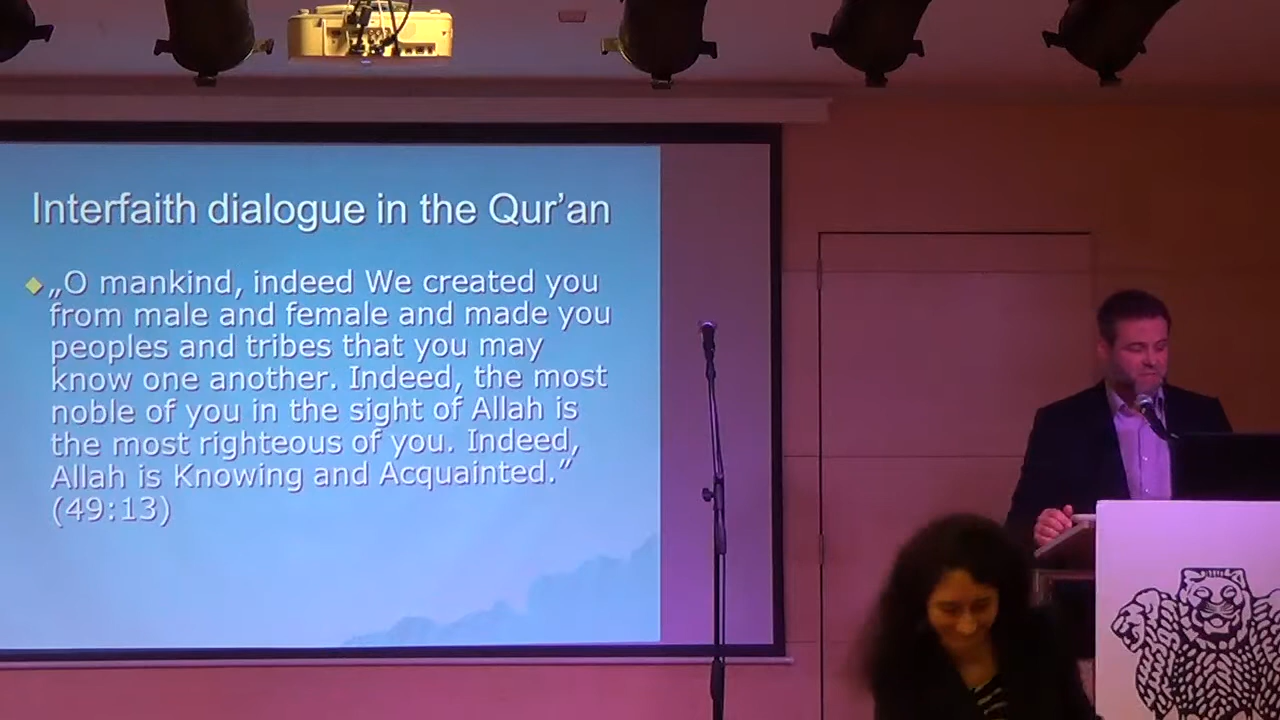 Interfaith dialogue in the Qur'an
„O mankind, indeed We created you
from male and female and made you
peoples and tribes that you may
know one another. Indeed, the most
noble of you in the sight of Allah is
the most righteous of you. Indeed,
Allah is Knowing and Acquainted.”
(49:13)